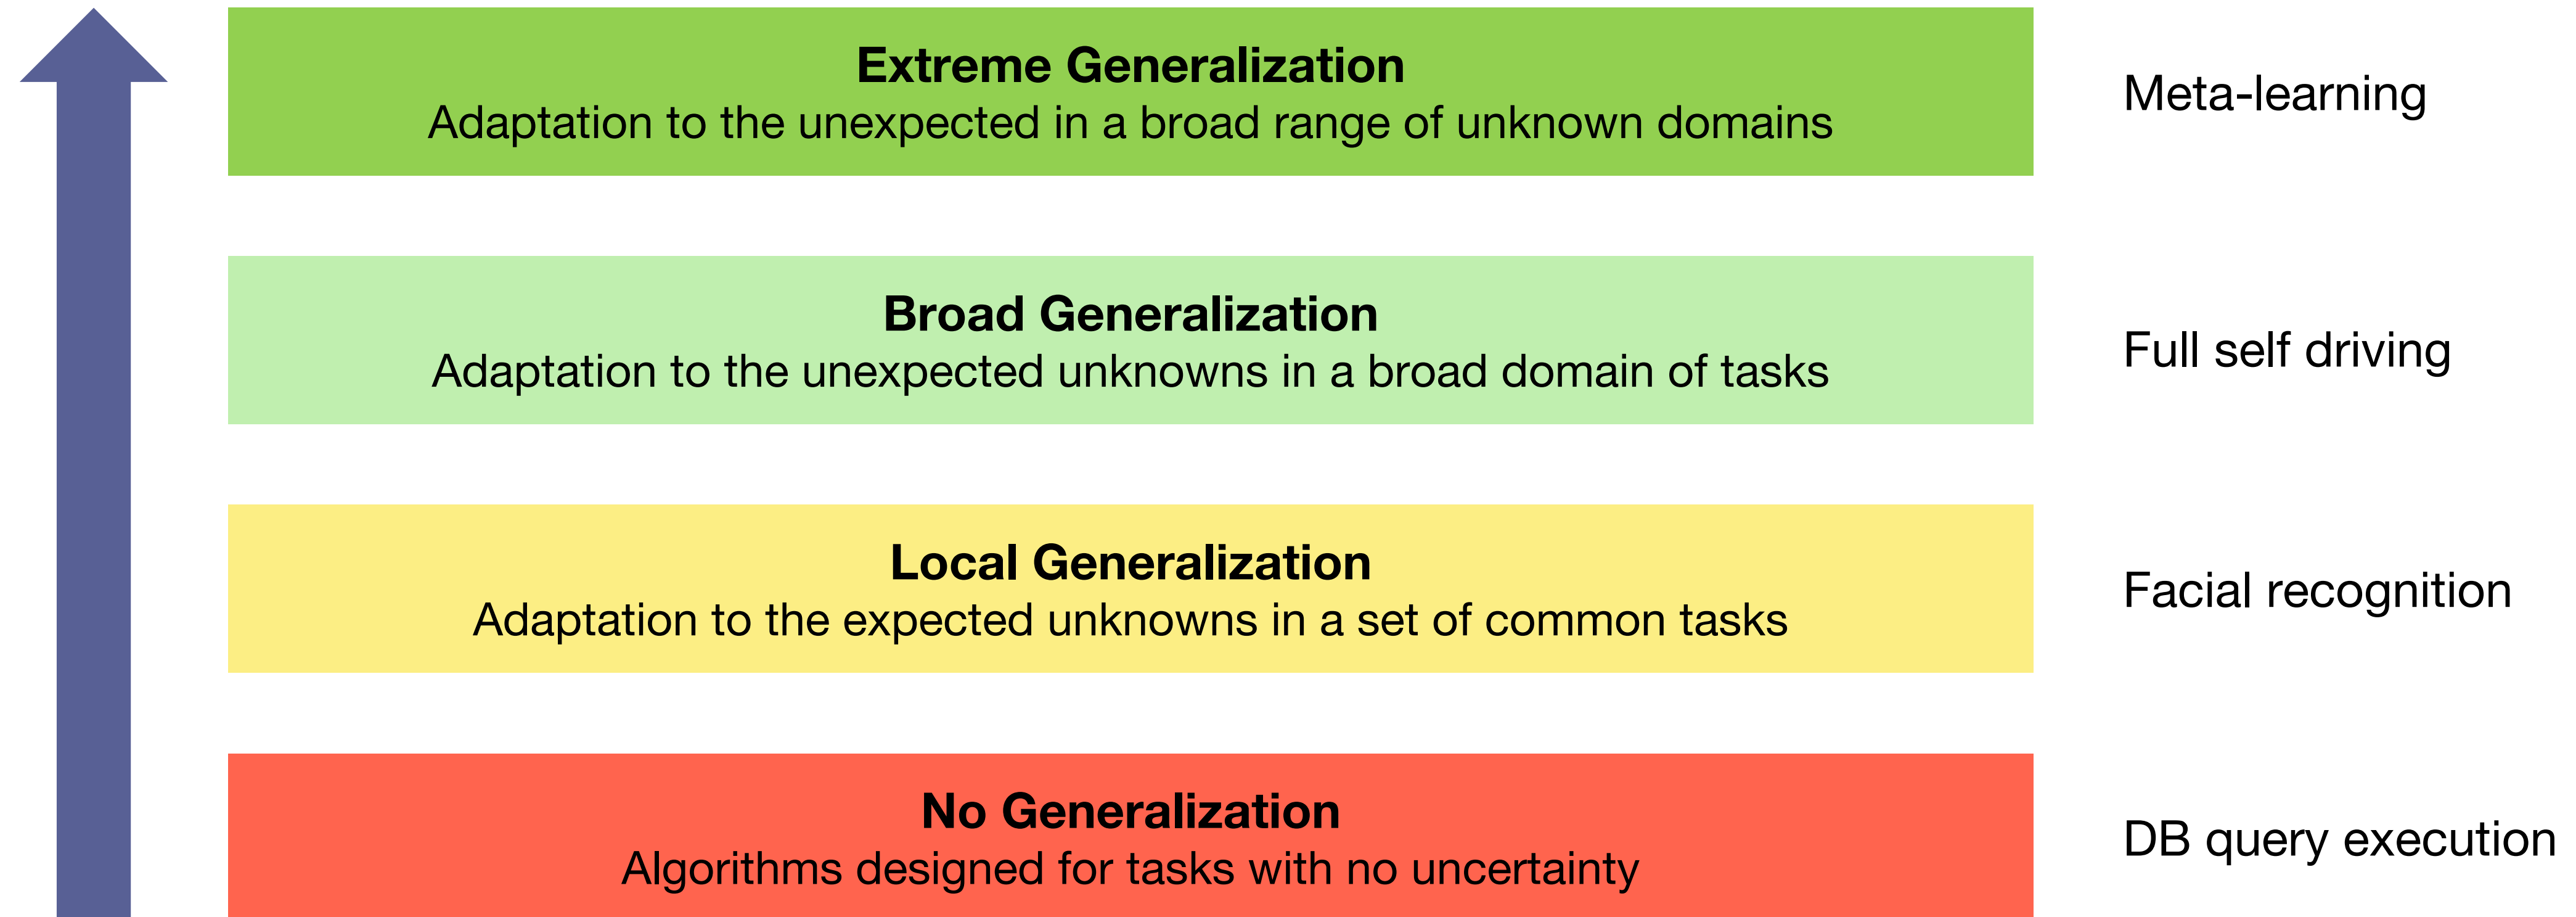 Extreme Generalization
Adaptation to the unexpected in a broad range of unknown domains
Meta-learning
Broad Generalization
Adaptation to the unexpected unknowns in a broad domain of tasks
Full self driving
Local Generalization
Adaptation to the expected unknowns in a set of common tasks
Facial recognition
No Generalization
Algorithms designed for tasks with no uncertainty
DB query execution